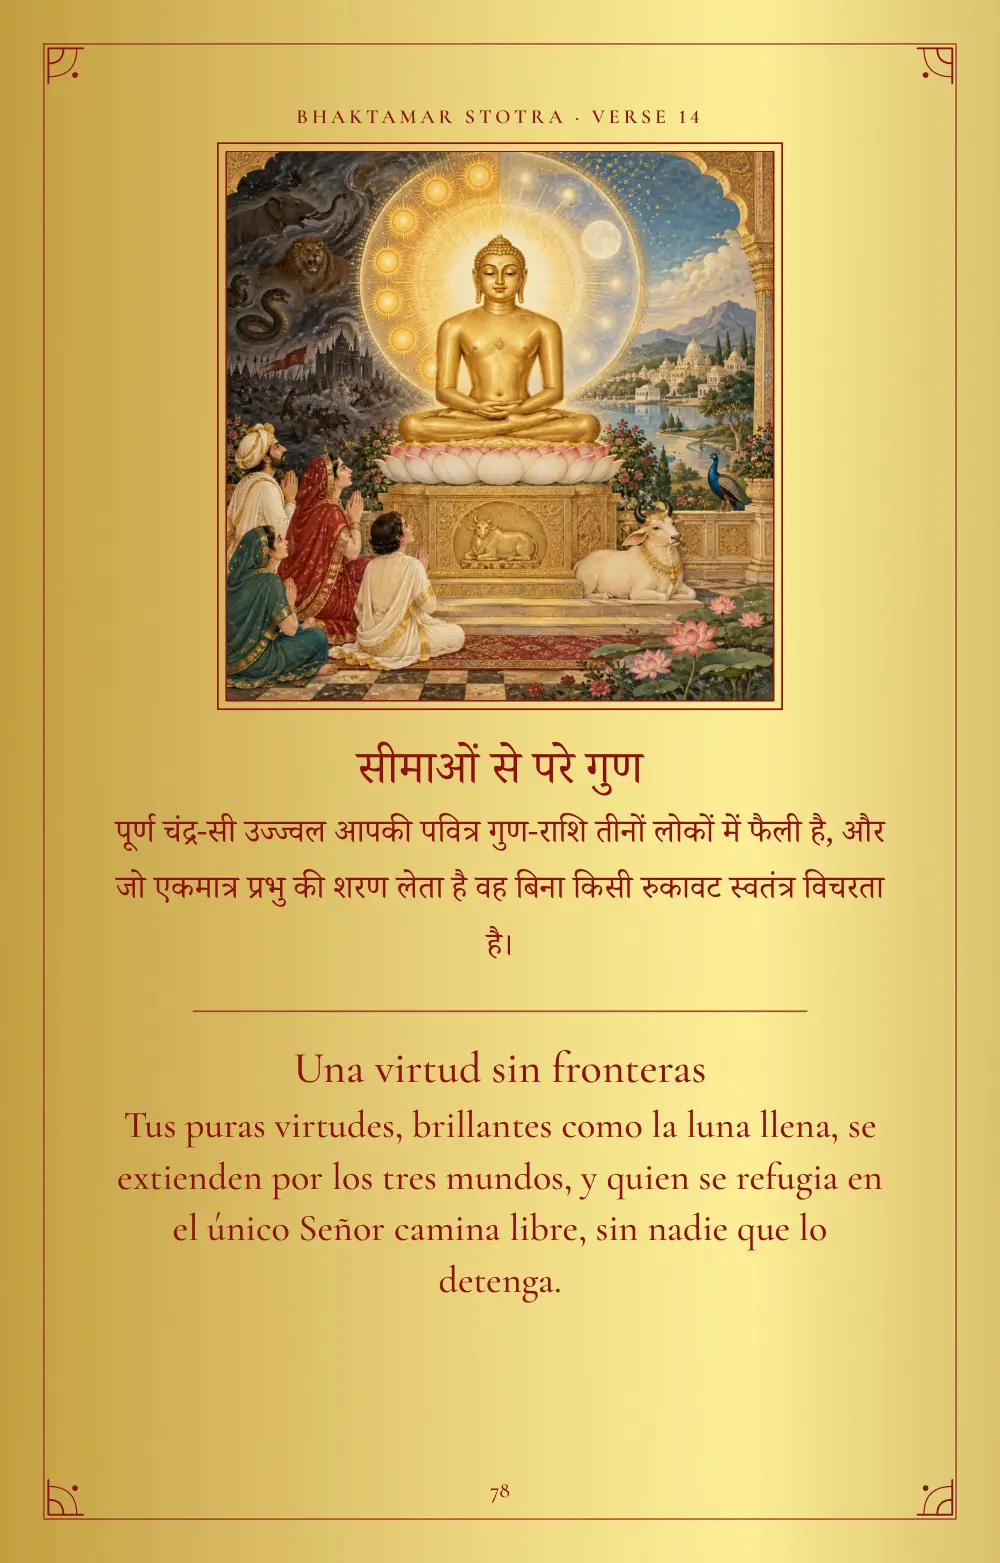 BHAKTAMAR STOTRA · VERSE 14
सीमाओं से परे गुण
पूर्ण चंद्र-सी उज्ज्वल आपकी पवित्र गुण-राशि तीनों लोकों में फैली है, और
जो एकमात्र प्रभु की शरण लेता है वह बिना किसी रुकावट स्वतंत्र विचरता
है।
Una virtud sin fronteras
Tus puras virtudes, brillantes como la luna llena, se
extienden por los tres mundos, y quien se refugia en
el único Señor camina libre, sin nadie que lo
detenga.
78